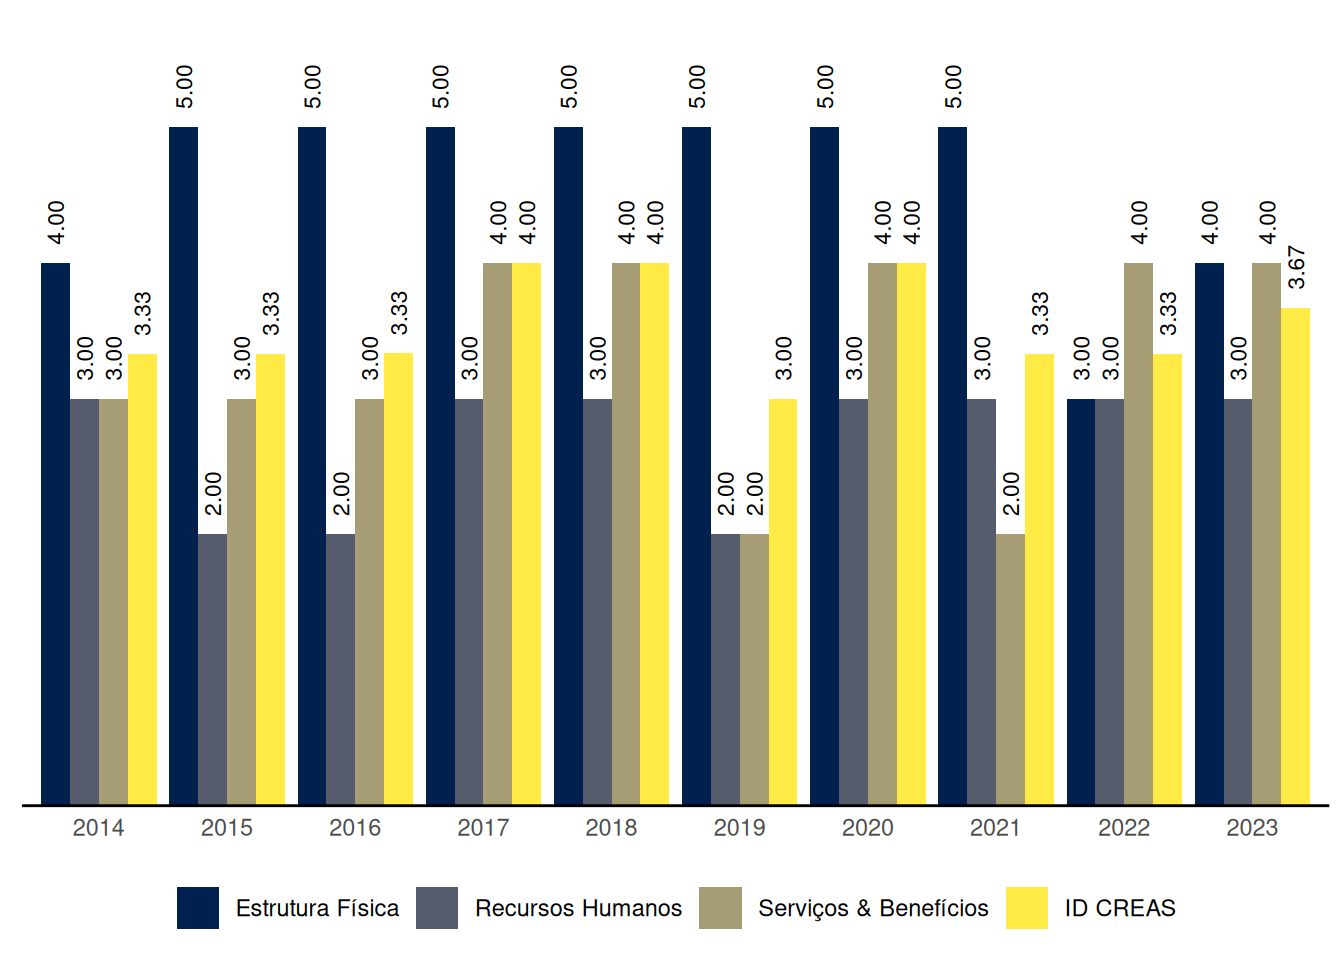 5.00 5.00 5.00 5.00 5.00 5.00 5.00
4.00 4.00 4.00 4.00 4.00 4.00 4.00 4.00 4.00 4.00
3.67
3.33 3.33 3.33 3.33 3.33
3.00 3.00 3.00 3.00 3.00 3.00 3.00 3.00 3.00 3.00 3.00 3.00
2.00 2.00 2.00 2.00 2.00
2014 2015 2016 2017 2018 2019 2020 2021 2022 2023
Estrutura Física Recursos Humanos Serviços & Benefícios ID CREAS